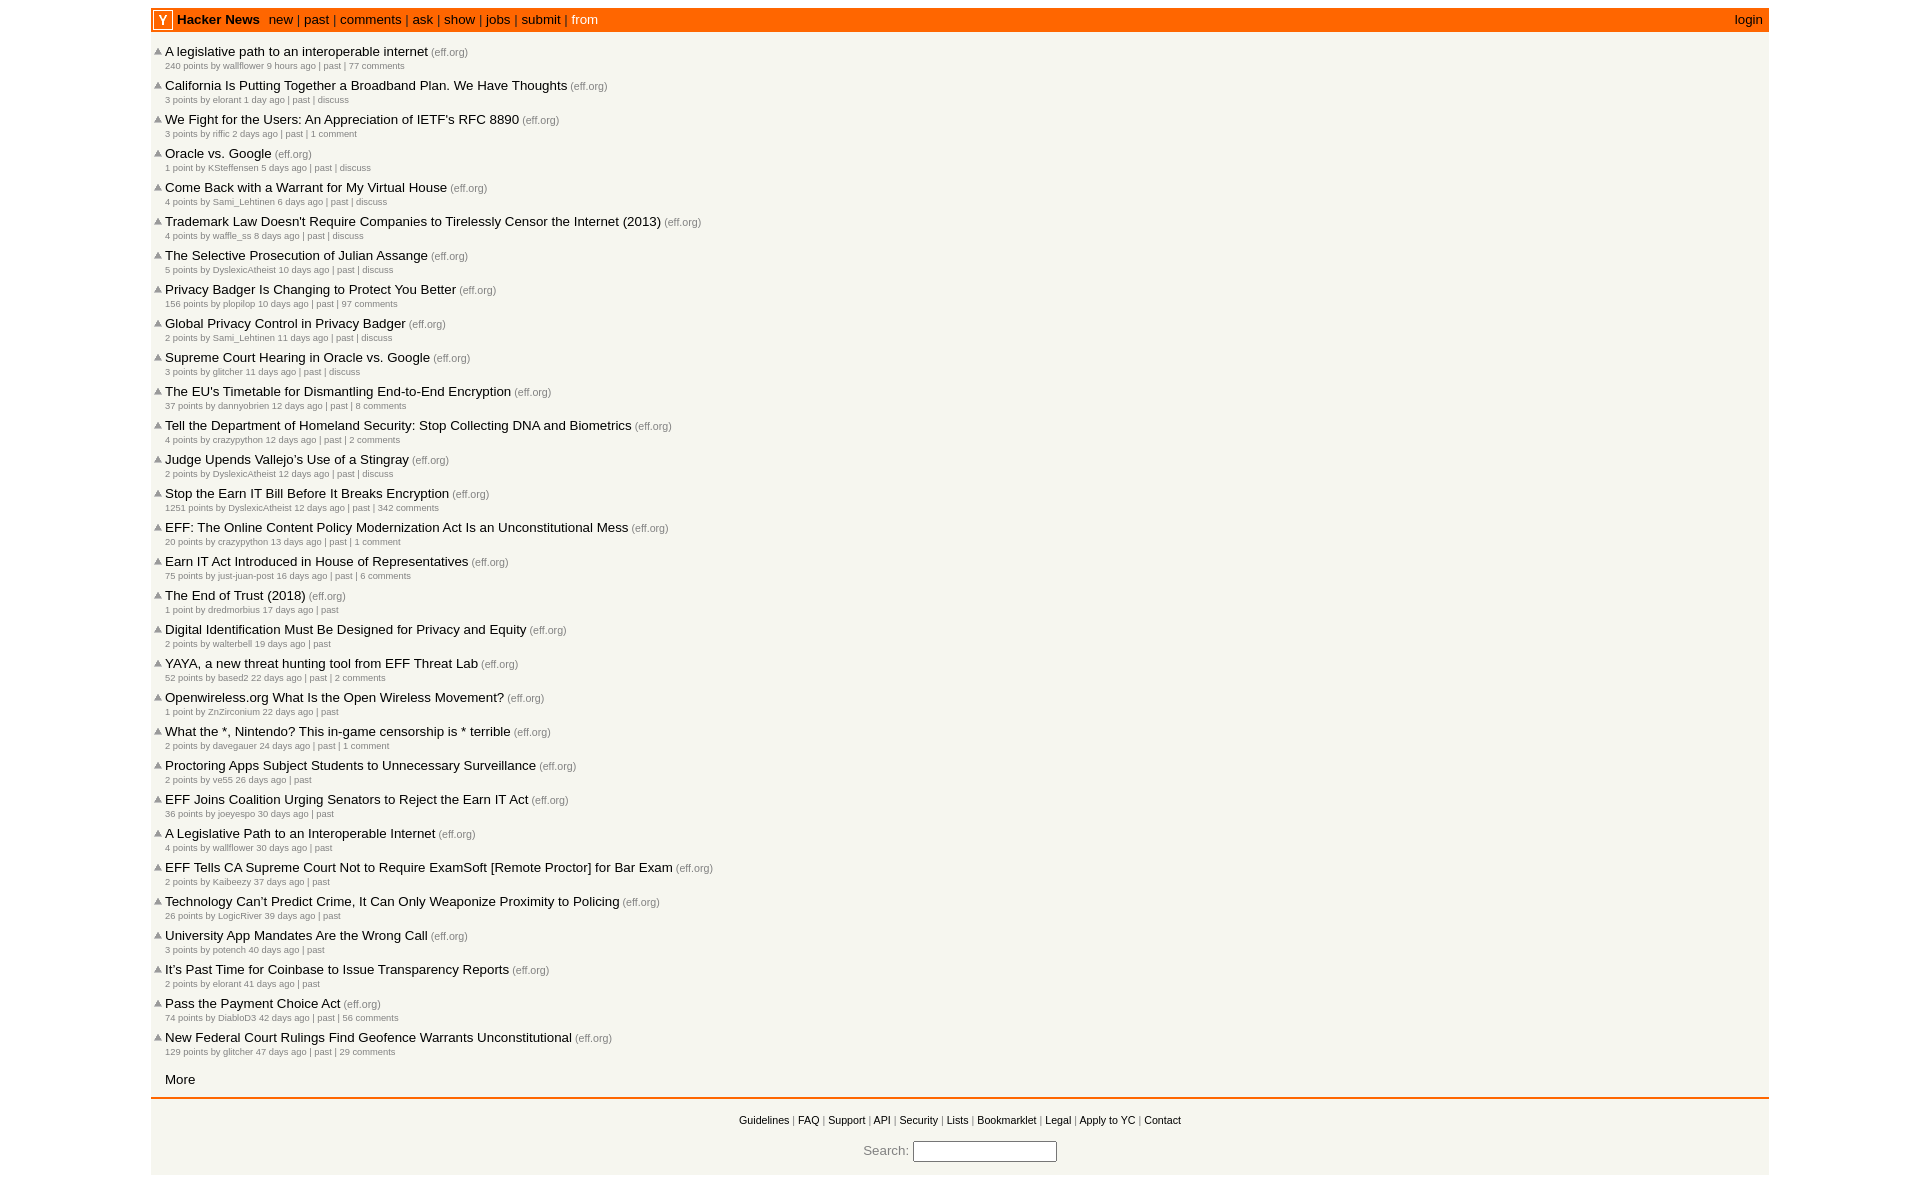 Y Hacker News new | past | comments | ask | show | jobs | submit | from login
A legislative path to an interoperable internet (eff.org)
240 points by wallflower 9 hours ago | past | 77 comments
California Is Putting Together a Broadband Plan. We Have Thoughts (eff.org)
3 points by elorant 1 day ago | past | discuss
We Fight for the Users: An Appreciation of IETF's RFC 8890 (eff.org)
3 points by riffic 2 days ago | past | 1 comment
Oracle vs. Google (eff.org)
1 point by KSteffensen 5 days ago | past | discuss
Come Back with a Warrant for My Virtual House (eff.org)
4 points by Sami_Lehtinen 6 days ago | past | discuss
Trademark Law Doesn't Require Companies to Tirelessly Censor the Internet (2013) (eff.org)
4 points by waffle_ss 8 days ago | past | discuss
The Selective Prosecution of Julian Assange (eff.org)
5 points by DyslexicAtheist 10 days ago | past | discuss
Privacy Badger Is Changing to Protect You Better (eff.org)
156 points by plopilop 10 days ago | past | 97 comments
Global Privacy Control in Privacy Badger (eff.org)
2 points by Sami_Lehtinen 11 days ago | past | discuss
Supreme Court Hearing in Oracle vs. Google (eff.org)
3 points by glitcher 11 days ago | past | discuss
The EU's Timetable for Dismantling End-to-End Encryption (eff.org)
37 points by dannyobrien 12 days ago | past | 8 comments
Tell the Department of Homeland Security: Stop Collecting DNA and Biometrics (eff.org)
4 points by crazypython 12 days ago | past | 2 comments
Judge Upends Vallejo’s Use of a Stingray (eff.org)
2 points by DyslexicAtheist 12 days ago | past | discuss
Stop the Earn IT Bill Before It Breaks Encryption (eff.org)
1251 points by DyslexicAtheist 12 days ago | past | 342 comments
EFF: The Online Content Policy Modernization Act Is an Unconstitutional Mess (eff.org)
20 points by crazypython 13 days ago | past | 1 comment
Earn IT Act Introduced in House of Representatives (eff.org)
75 points by just-juan-post 16 days ago | past | 6 comments
The End of Trust (2018) (eff.org)
1 point by dredmorbius 17 days ago | past
Digital Identification Must Be Designed for Privacy and Equity (eff.org)
2 points by walterbell 19 days ago | past
YAYA, a new threat hunting tool from EFF Threat Lab (eff.org)
52 points by based2 22 days ago | past | 2 comments
Openwireless.org What Is the Open Wireless Movement? (eff.org)
1 point by ZnZirconium 22 days ago | past
What the *, Nintendo? This in-game censorship is * terrible (eff.org)
2 points by davegauer 24 days ago | past | 1 comment
Proctoring Apps Subject Students to Unnecessary Surveillance (eff.org)
2 points by ve55 26 days ago | past
EFF Joins Coalition Urging Senators to Reject the Earn IT Act (eff.org)
36 points by joeyespo 30 days ago | past
A Legislative Path to an Interoperable Internet (eff.org)
4 points by wallflower 30 days ago | past
EFF Tells CA Supreme Court Not to Require ExamSoft [Remote Proctor] for Bar Exam (eff.org)
2 points by Kaibeezy 37 days ago | past
Technology Can’t Predict Crime, It Can Only Weaponize Proximity to Policing (eff.org)
26 points by LogicRiver 39 days ago | past
University App Mandates Are the Wrong Call (eff.org)
3 points by potench 40 days ago | past
It’s Past Time for Coinbase to Issue Transparency Reports (eff.org)
2 points by elorant 41 days ago | past
Pass the Payment Choice Act (eff.org)
74 points by DiabloD3 42 days ago | past | 56 comments
New Federal Court Rulings Find Geofence Warrants Unconstitutional (eff.org)
129 points by glitcher 47 days ago | past | 29 comments
More
Guidelines | FAQ | Support | API | Security | Lists | Bookmarklet | Legal | Apply to YC | Contact
Search: